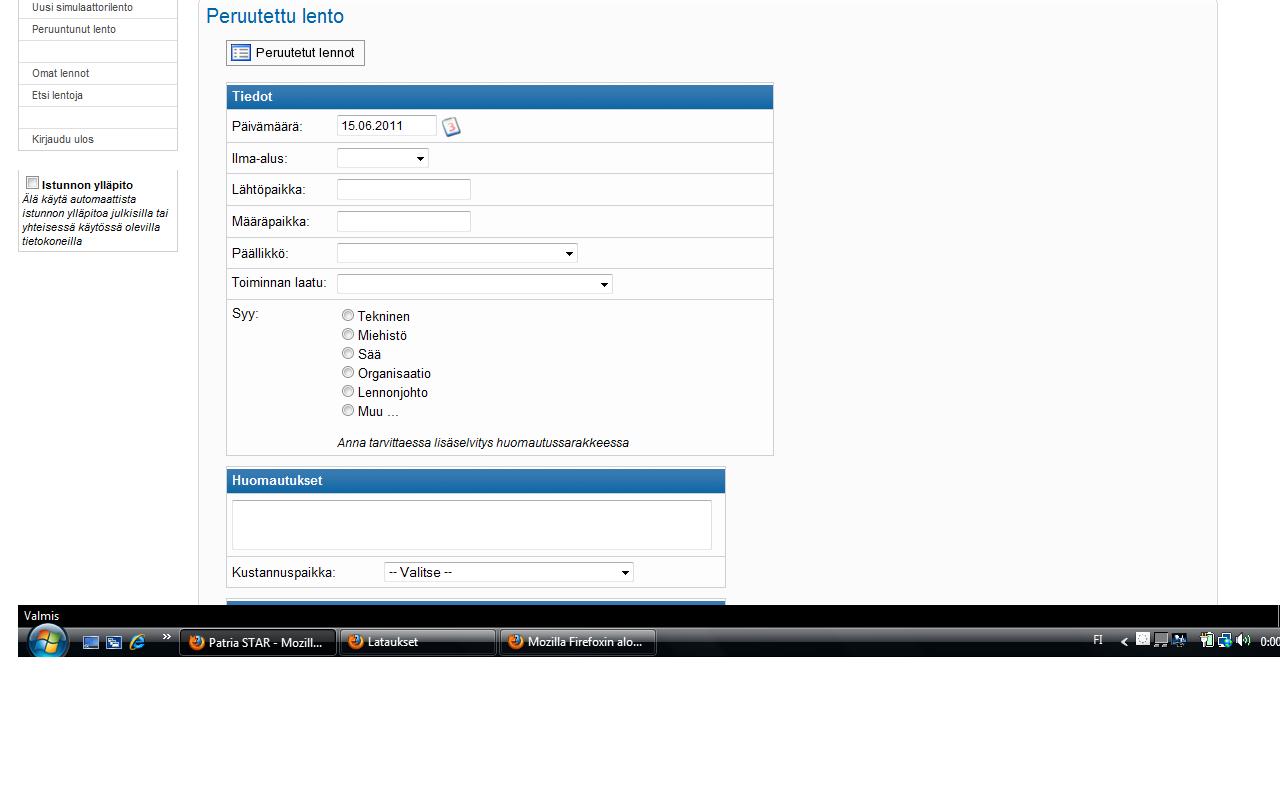 Uusi simulaattorilento
Peruuntunut lento
Omat lennot
Etsi lentoja
Kirjaudu ulos
Istunnon ylläpito
Älä käytä automaattista
istunnon ylläpitoa julkisilla tai
yhteisessä käytössä olevilla
tietokoneilla
Peruutettu lento
Peruutetut lennot
Tiedot
Päivämäärä: 15.06.2011 3
Ilma-alus:
Lähtöpaikka:
Määräpaikka:
Päällikkö:
Toiminnan laatu:
Syy: Tekninen
Miehistö
Sää
Organisaatio
Lennonjohto
Muu ...
Anna tarvittaessa lisäselvitys huomautussarakkeessa
Huomautukset
Kustannuspaikka: -- Valitse --
Valmis
» Patria STAR - Mozill... Lataukset Mozilla Firefoxin alo... FI < 0:00